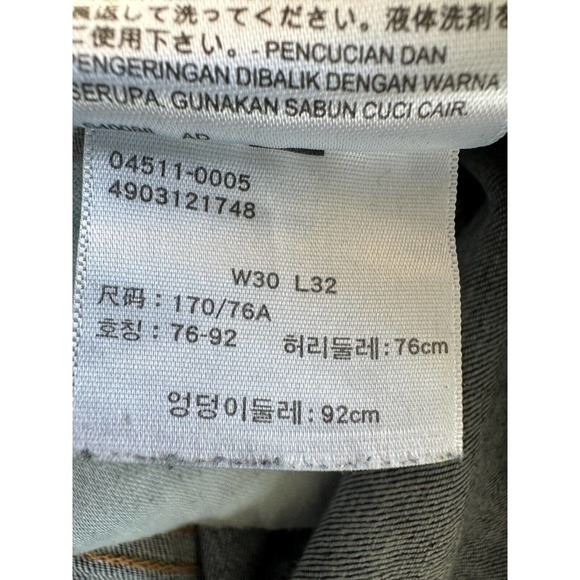 返して洗ってください。液体洗剤を
ご使用下さい。- PENCUCIAN DAN
PENGERINGAN DIBALIK DENGAN WARNA
SERUPA. GUNAKAN SABUN CUCI CAIR.
AD
04511-0005
4903121748
W30 L32
尺码 : 170/76A
호칭 : 76-92 허리둘레 : 76cm
엉덩이둘레 : 92cm